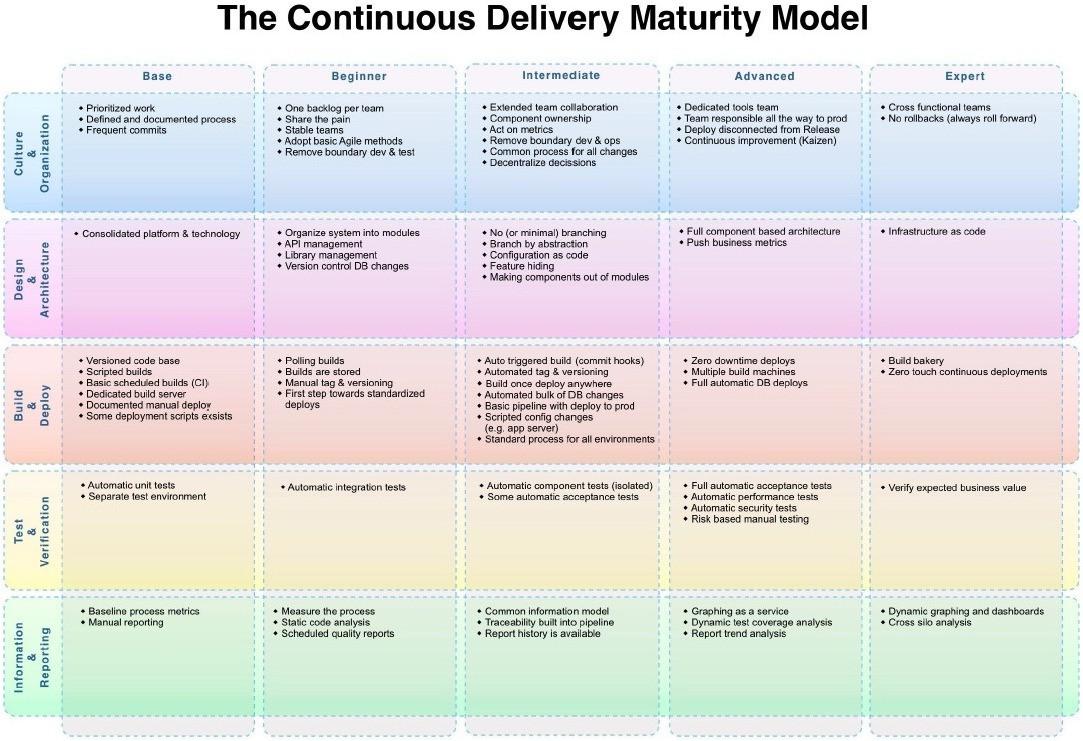 The Continuous Delivery Maturity Model
Base
Beginner
Intermediate
Advanced
Expert
Culture
&
Organization
Prioritized work
Defined and documented process
Frequent commits
One backlog per team
Share the pain
Stable teams
Adopt basic Agile methods
Remove boundary dev & test
Extended team collaboration
Component ownership
Act on metrics
Remove boundary dev & ops
Common process for all changes
Decentralize decissions
Dedicated tools team
Team responsible all the way to prod
Deploy disconnected from Release
Continuous improvement (Kaizen)
Cross functional teams
No rollbacks (always roll forward)
Design
&
Architecture
Consolidated platform & technology
Organize system into modules
API management
Library management
Version control DB changes
No (or minimal) branching
Branch by abstraction
Configuration as code
Feature hiding
Making components out of modules
Full component based architecture
Push business metrics
Infrastructure as code
Build
&
Deploy
Versioned code base
Scripted builds
Basic scheduled builds (CI)
Dedicated build server
Documented manual deploy
Some deployment scripts exsists
Polling builds
Builds are stored
Manual tag & versioning
First step towards standardized
deploys
Auto triggered build (commit hooks)
Automated tag & versioning
Build once deploy anywhere
Automated bulk of DB changes
Basic pipeline with deploy to prod
Scripted config changes
(e.g. app server)
Standard process for all environments
Zero downtime deploys
Multiple build machines
Full automatic DB deploys
Build bakery
Zero touch continuous deployments
Test
&
Verification
Automatic unit tests
Separate test environment
Automatic integration tests
Automatic component tests (isolated)
Some automatic acceptance tests
Full automatic acceptance tests
Automatic performance tests
Automatic security tests
Risk based manual testing
Verify expected business value
Information
&
Reporting
Baseline process metrics
Manual reporting
Measure the process
Static code analysis
Scheduled quality reports
Common information model
Traceability built into pipeline
Report history is available
Graphing as a service
Dynamic test coverage analysis
Report trend analysis
Dynamic graphing and dashboards
Cross silo analysis